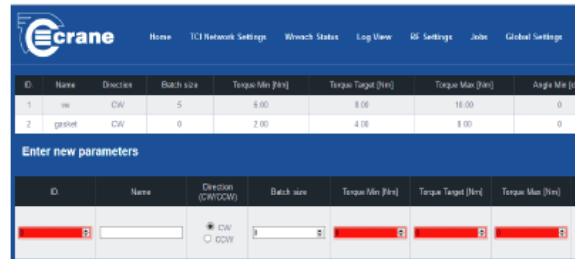 Ecrane Home TCI Network Settings Wrench Status Log View RF Settings Jobs Global Settings
ID. Name Direction Batch size Torque Min [Nm] Torque Target [Nm] Torque Max [Nm] Angle Min
1 CW 5 6.00 8.00 10.00 0
2 gasket CW 0 2.00 4.00 8.00 0
Enter new parameters
ID. Name Direction (CW/CCW) Batch size Torque Min [Nm] Torque Target [Nm] Torque Max [Nm]
CW
CCW